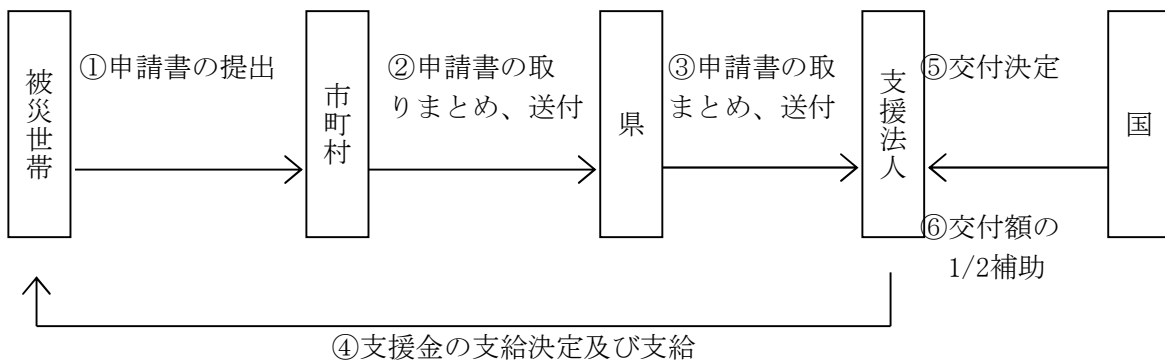 被災世帯
①申請書の提出
市町村
②申請書の取
りまとめ、送付
県
③申請書の取
まとめ、送付
支援法人
⑤交付決定
国
⑥交付額の
1/2補助
④支援金の支給決定及び支給